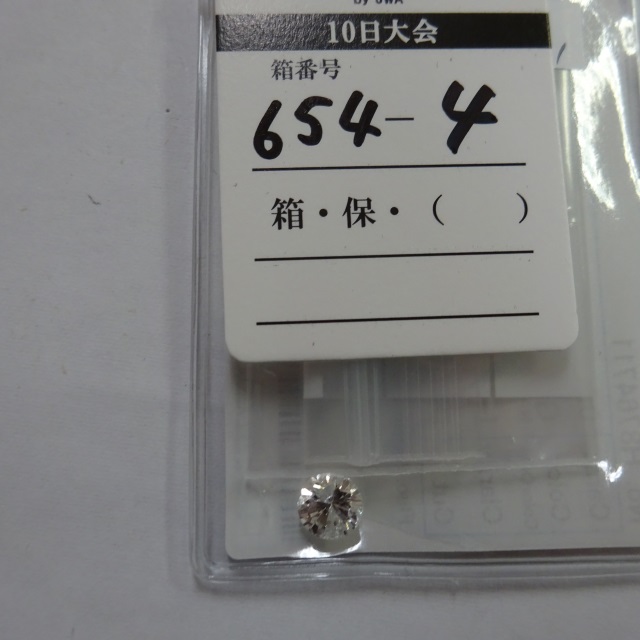 10日大会
箱番号
654-4
箱・保・（　　）